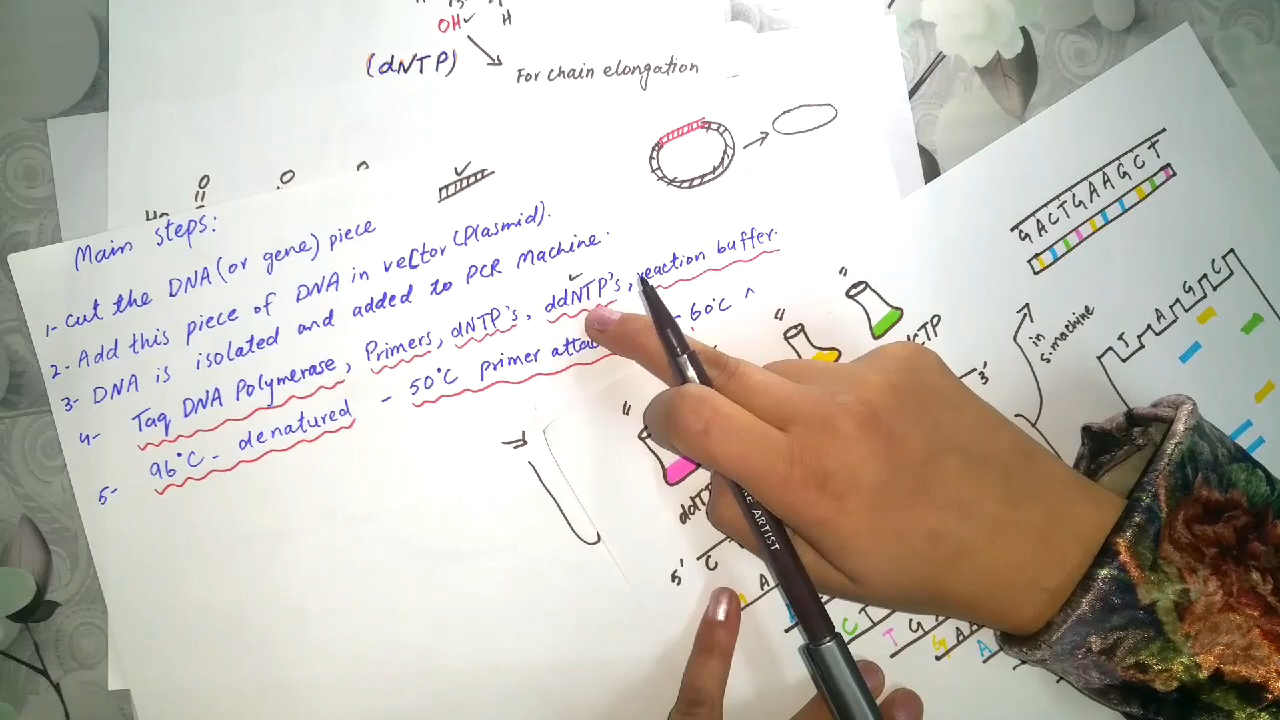 OH✓ H
(dNTP)
For chain elongation
Main steps:
1- Cut the DNA (or gene) piece
2- Add this piece of DNA in vector (Plasmid).
3- DNA is isolated and added to PCR Machine.
4- Taq DNA Polymerase, Primers, dNTP's, ddNTP's, reaction buffer.
5- 96°C - denatured - 50°C primer - 60°C
GACTGAAGCT
T A G C
in
s.machine
3'
5'
C
A
C T
T G A
G A A
A